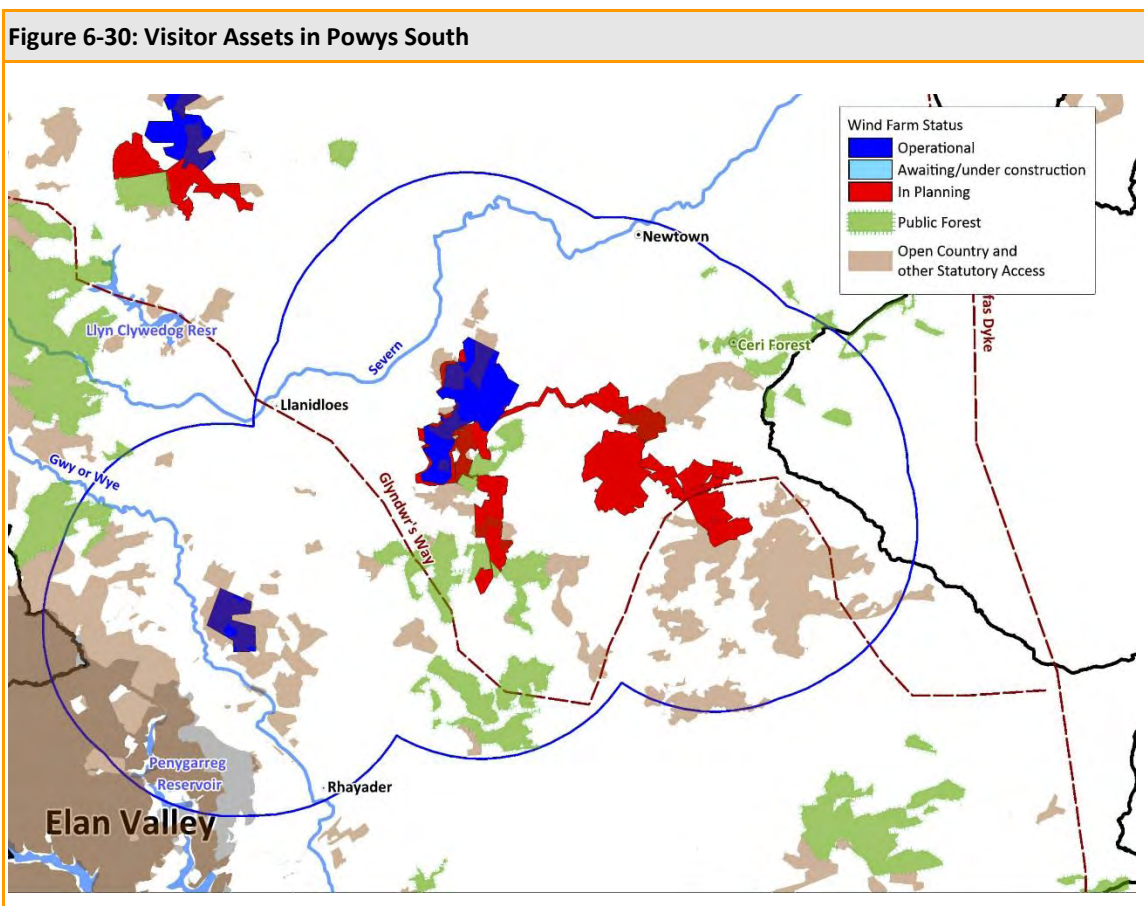 Figure 6-30: Visitor Assets in Powys South
Wind Farm Status
Operational
Awaiting/under construction
In Planning
Public Forest
Open Country and
other Statutory Access
Newtown
fas Dyke
Llyn Clywedog Resr
Severn
Ceri Forest
Llanidloes
Gwy or Wye
Glyndwr's Way
Penygarreg
Reservoir
Rhayader
Elan Valley